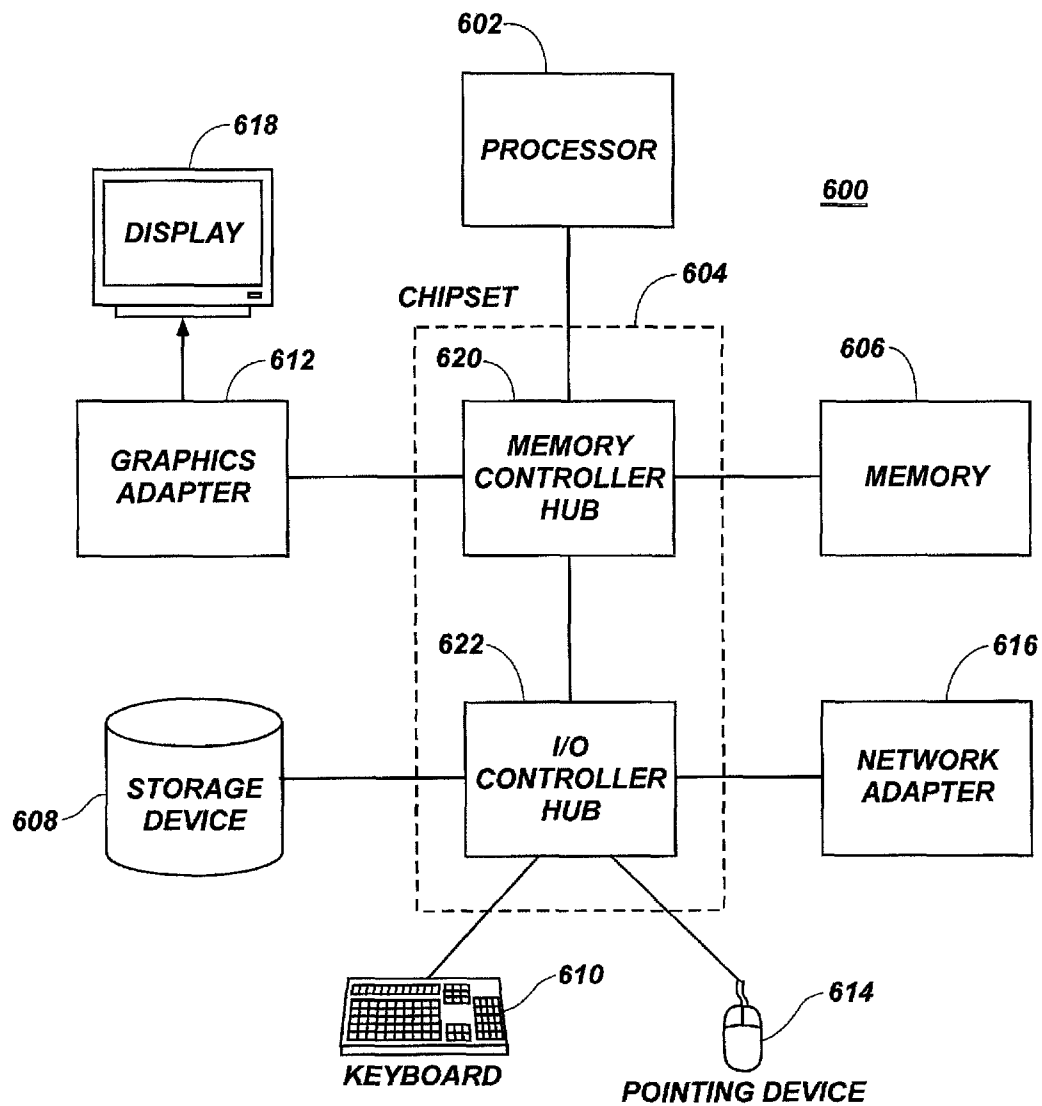 602
PROCESSOR
618
DISPLAY
600
604
CHIPSET
612
620
606
GRAPHICS
ADAPTER
MEMORY
CONTROLLER
HUB
MEMORY
622
616
STORAGE
DEVICE
608
I/O
CONTROLLER
HUB
NETWORK
ADAPTER
610
KEYBOARD
614
POINTING DEVICE